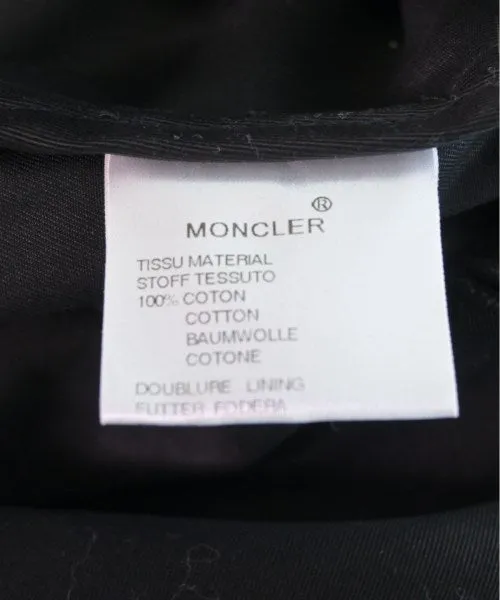 MONCLER®
TISSU MATERIAL
STOFF TESSUTO
100% COTON
COTTON
BAUMWOLLE
COTONE
DOUBLURE LINING
FUTTER FODERA